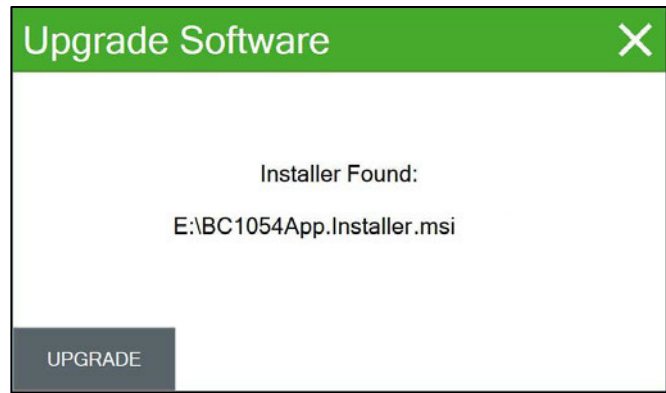 Upgrade Software
Installer Found:
E:\BC1054App.Installer.msi
UPGRADE